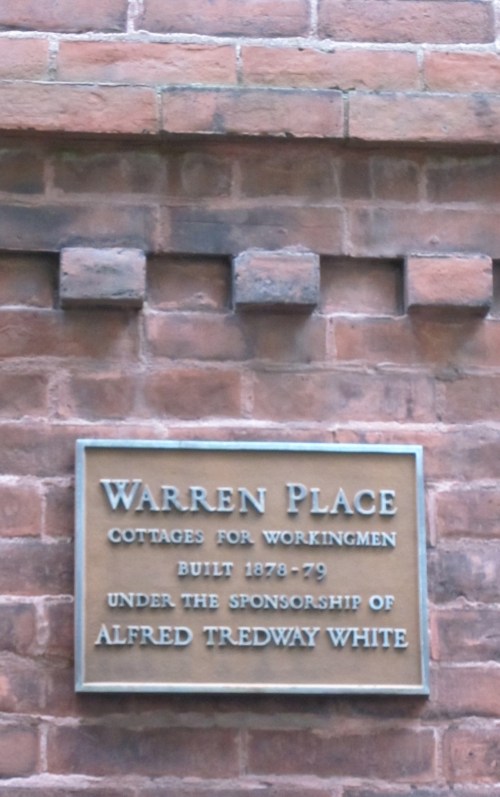 WARREN PLACE
COTTAGES FOR WORKINGMEN
BUILT 1878-79
UNDER THE SPONSORSHIP OF
ALFRED TREDWAY WHITE